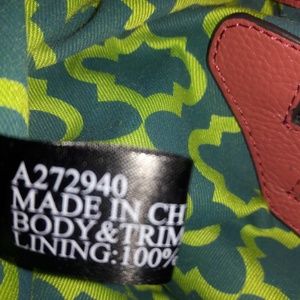 A272940
MADE IN CH
BODY&TRIM
LINING:100%